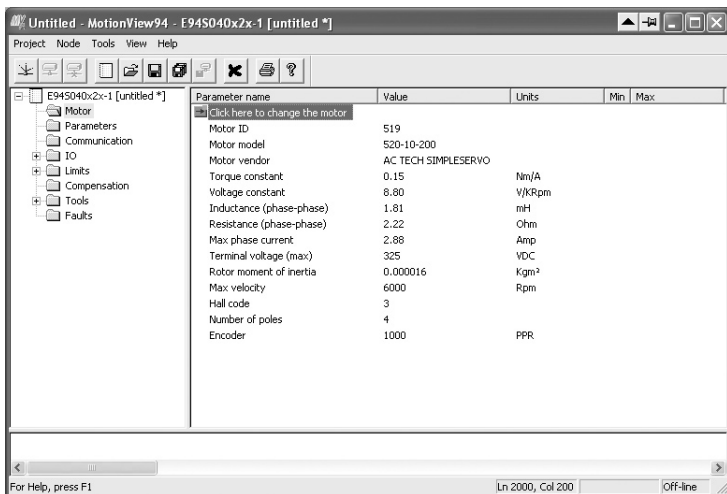 Untitled - MotionView94 - E94S040x2x-1 [untitled *]
Project Node Tools View Help
E94S040x2x-1 [untitled *]
Motor
Parameters
Communication
IO
Limits
Compensation
Tools
Faults
Parameter name Value Units Min Max
Click here to change the motor
Motor ID 519
Motor model 520-10-200
Motor vendor AC TECH SIMPLESERVO
Torque constant 0.15 Nm/A
Voltage constant 8.80 V/KRpm
Inductance (phase-phase) 1.81 mH
Resistance (phase-phase) 2.22 Ohm
Max phase current 2.88 Amp
Terminal voltage (max) 325 VDC
Rotor moment of inertia 0.000016 Kgm²
Max velocity 6000 Rpm
Hall code 3
Number of poles 4
Encoder 1000 PPR
For Help, press F1 Ln 2000, Col 200 Off-line